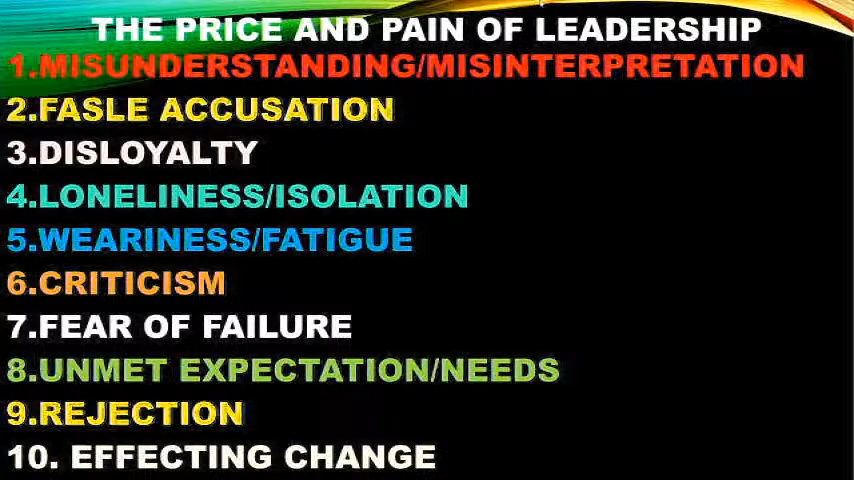 THE PRICE AND PAIN OF LEADERSHIP
1.MISUNDERSTANDING/MISINTERPRETATION
2.FASLE ACCUSATION
3.DISLOYALTY
4.LONELINESS/ISOLATION
5.WEARINESS/FATIGUE
6.CRITICISM
7.FEAR OF FAILURE
8.UNMET EXPECTATION/NEEDS
9.REJECTION
10. EFFECTING CHANGE